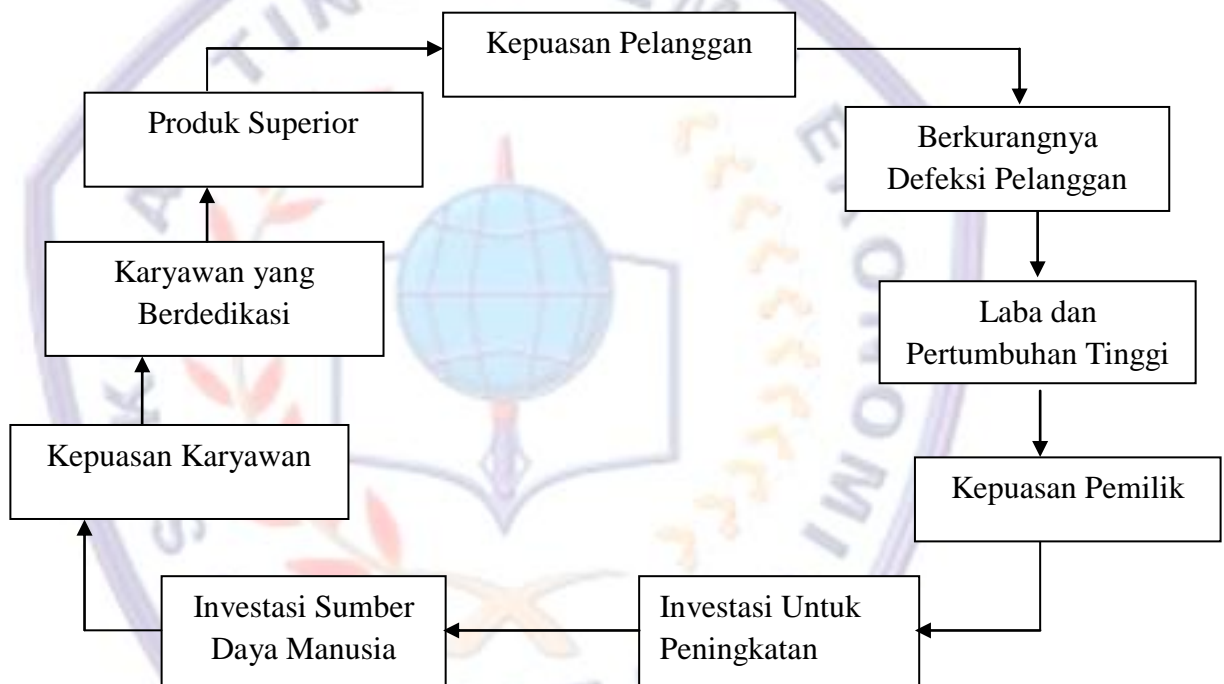 Kepuasan Pelanggan
Produk Superior
Berkurangnya
Defeksi Pelanggan
Karyawan yang
Berdedikasi
Laba dan
Pertumbuhan Tinggi
Kepuasan Karyawan
Kepuasan Pemilik
Investasi Sumber
Daya Manusia
Investasi Untuk
Peningkatan
EKONOMI